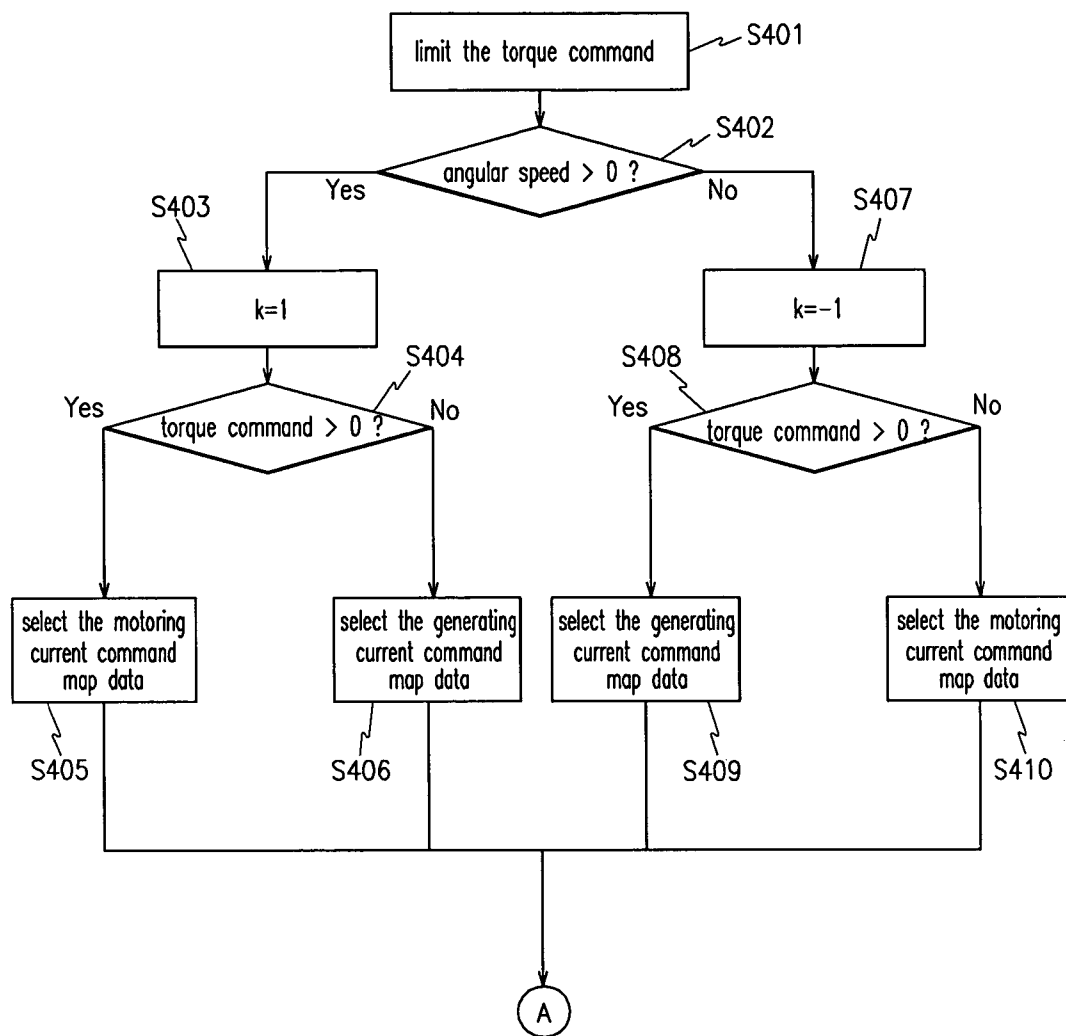 limit the torque command
S401
S402
angular speed > 0 ?
Yes
No
S403
S407
k=1
k=-1
S404
S408
Yes
No
Yes
No
torque command > 0 ?
torque command > 0 ?
select the motoring
current command
map data
select the generating
current command
map data
select the generating
current command
map data
select the motoring
current command
map data
S405
S406
S409
S410
A